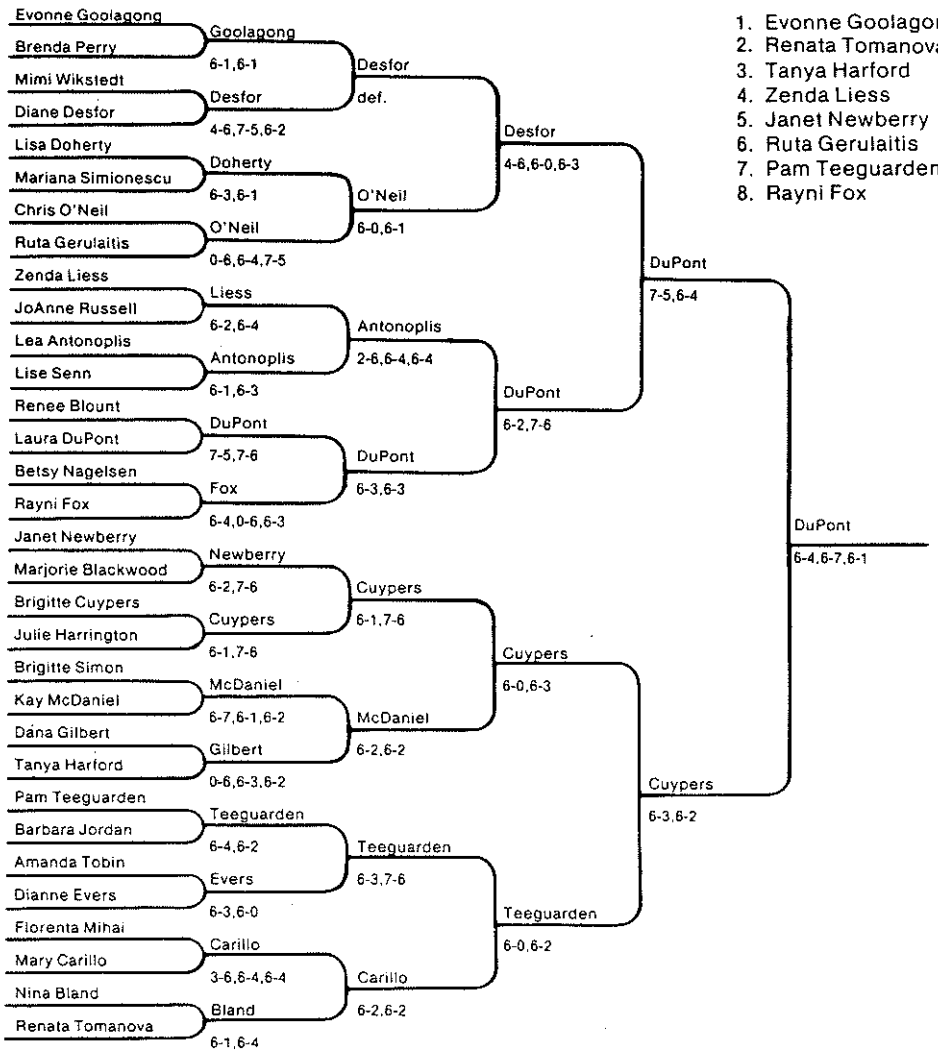 Evonne Goolagong
Brenda Perry
Mimi Wikstedt
Diane Desfor
Lisa Doherty
Mariana Simionescu
Chris O'Neil
Ruta Gerulaitis
Zenda Liess
JoAnne Russell
Lea Antonoplis
Lise Senn
Renee Blount
Laura DuPont
Betsy Nagelsen
Rayni Fox
Janet Newberry
Marjorie Blackwood
Brigitte Cuypers
Julie Harrington
Brigitte Simon
Kay McDaniel
Dana Gilbert
Tanya Harford
Pam Teeguarden
Barbara Jordan
Amanda Tobin
Dianne Evers
Florenta Mihai
Mary Carillo
Nina Bland
Renata Tomanova
Goolagong
6-1,6-1
Desfor
4-6,7-5,6-2
Doherty
6-3,6-1
O'Neil
0-6,6-4,7-5
Liess
6-2,6-4
Antonoplis
6-1,6-3
DuPont
7-5,7-6
Fox
6-4,0-6,6-3
Newberry
6-2,7-6
Cuypers
6-1,7-6
McDaniel
6-7,6-1,6-2
Gilbert
0-6,6-3,6-2
Teeguarden
6-4,6-2
Evers
6-3,6-0
Carillo
3-6,6-4,6-4
Bland
6-1,6-4
Desfor
def.
O'Neil
6-0,6-1
Antonoplis
2-6,6-4,6-4
DuPont
6-3,6-3
Cuypers
6-1,7-6
McDaniel
6-2,6-2
Teeguarden
6-3,7-6
Carillo
6-2,6-2
Desfor
4-6,6-0,6-3
DuPont
6-2,7-6
Cuypers
6-0,6-3
Teeguarden
6-0,6-2
DuPont
7-5,6-4
Cuypers
6-3,6-2
DuPont
6-4,6-7,6-1
1. Evonne Goolagon
2. Renata Tomanova
3. Tanya Harford
4. Zenda Liess
5. Janet Newberry
6. Ruta Gerulaitis
7. Pam Teeguarden
8. Rayni Fox